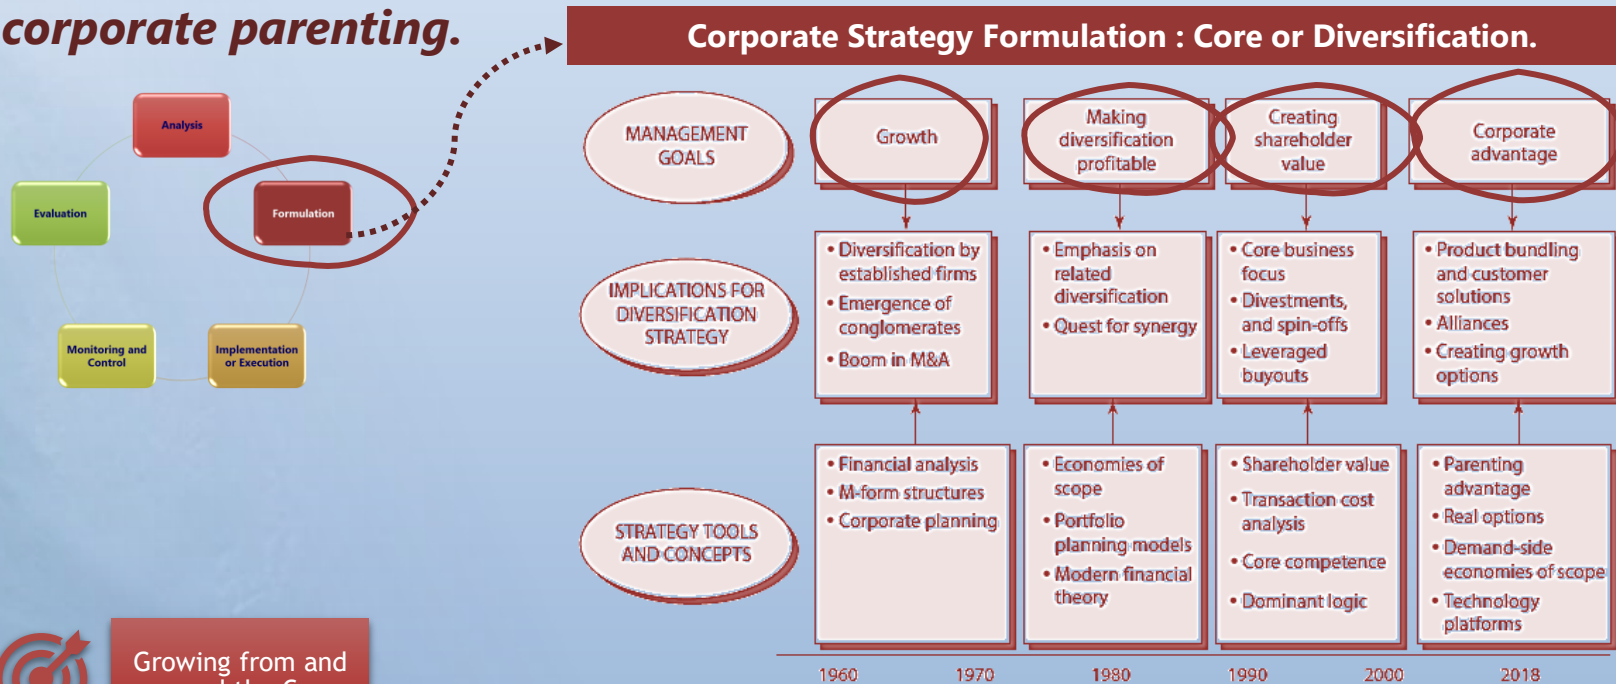 corporate parenting.
Corporate Strategy Formulation : Core or Diversification.
Analysis
Evaluation
Formulation
Monitoring and
Control
Implementation
or Execution
MANAGEMENT
GOALS
Growth
Making
diversification
profitable
Creating
shareholder
value
Corporate
advantage
IMPLICATIONS FOR
DIVERSIFICATION
STRATEGY
• Diversification by
established firms
• Emergence of
conglomerates
• Boom in M&A
• Emphasis on
related
diversification
• Quest for synergy
• Core business
focus
• Divestments,
and spin-offs
• Leveraged
buyouts
• Product bundling
and customer
solutions
• Alliances
• Creating growth
options
STRATEGY TOOLS
AND CONCEPTS
• Financial analysis
• M-form structures
• Corporate planning
• Economies of
scope
• Portfolio
planning models
• Modern financial
theory
• Shareholder value
• Transaction cost
analysis
• Core competence
• Dominant logic
• Parenting
advantage
• Real options
• Demand-side
economies of scope
• Technology
platforms
1960 1970 1980 1990 2000 2018
Growing from and